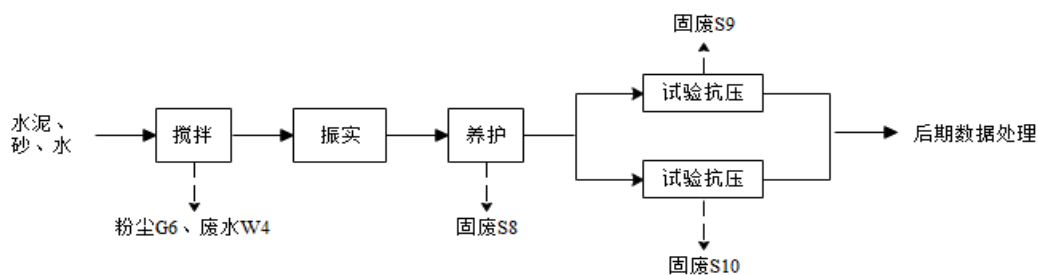 固废S9
试验抗压
水泥、
砂、水
搅拌
振实
养护
后期数据处理
试验抗压
粉尘G6、废水W4
固废S8
固废S10